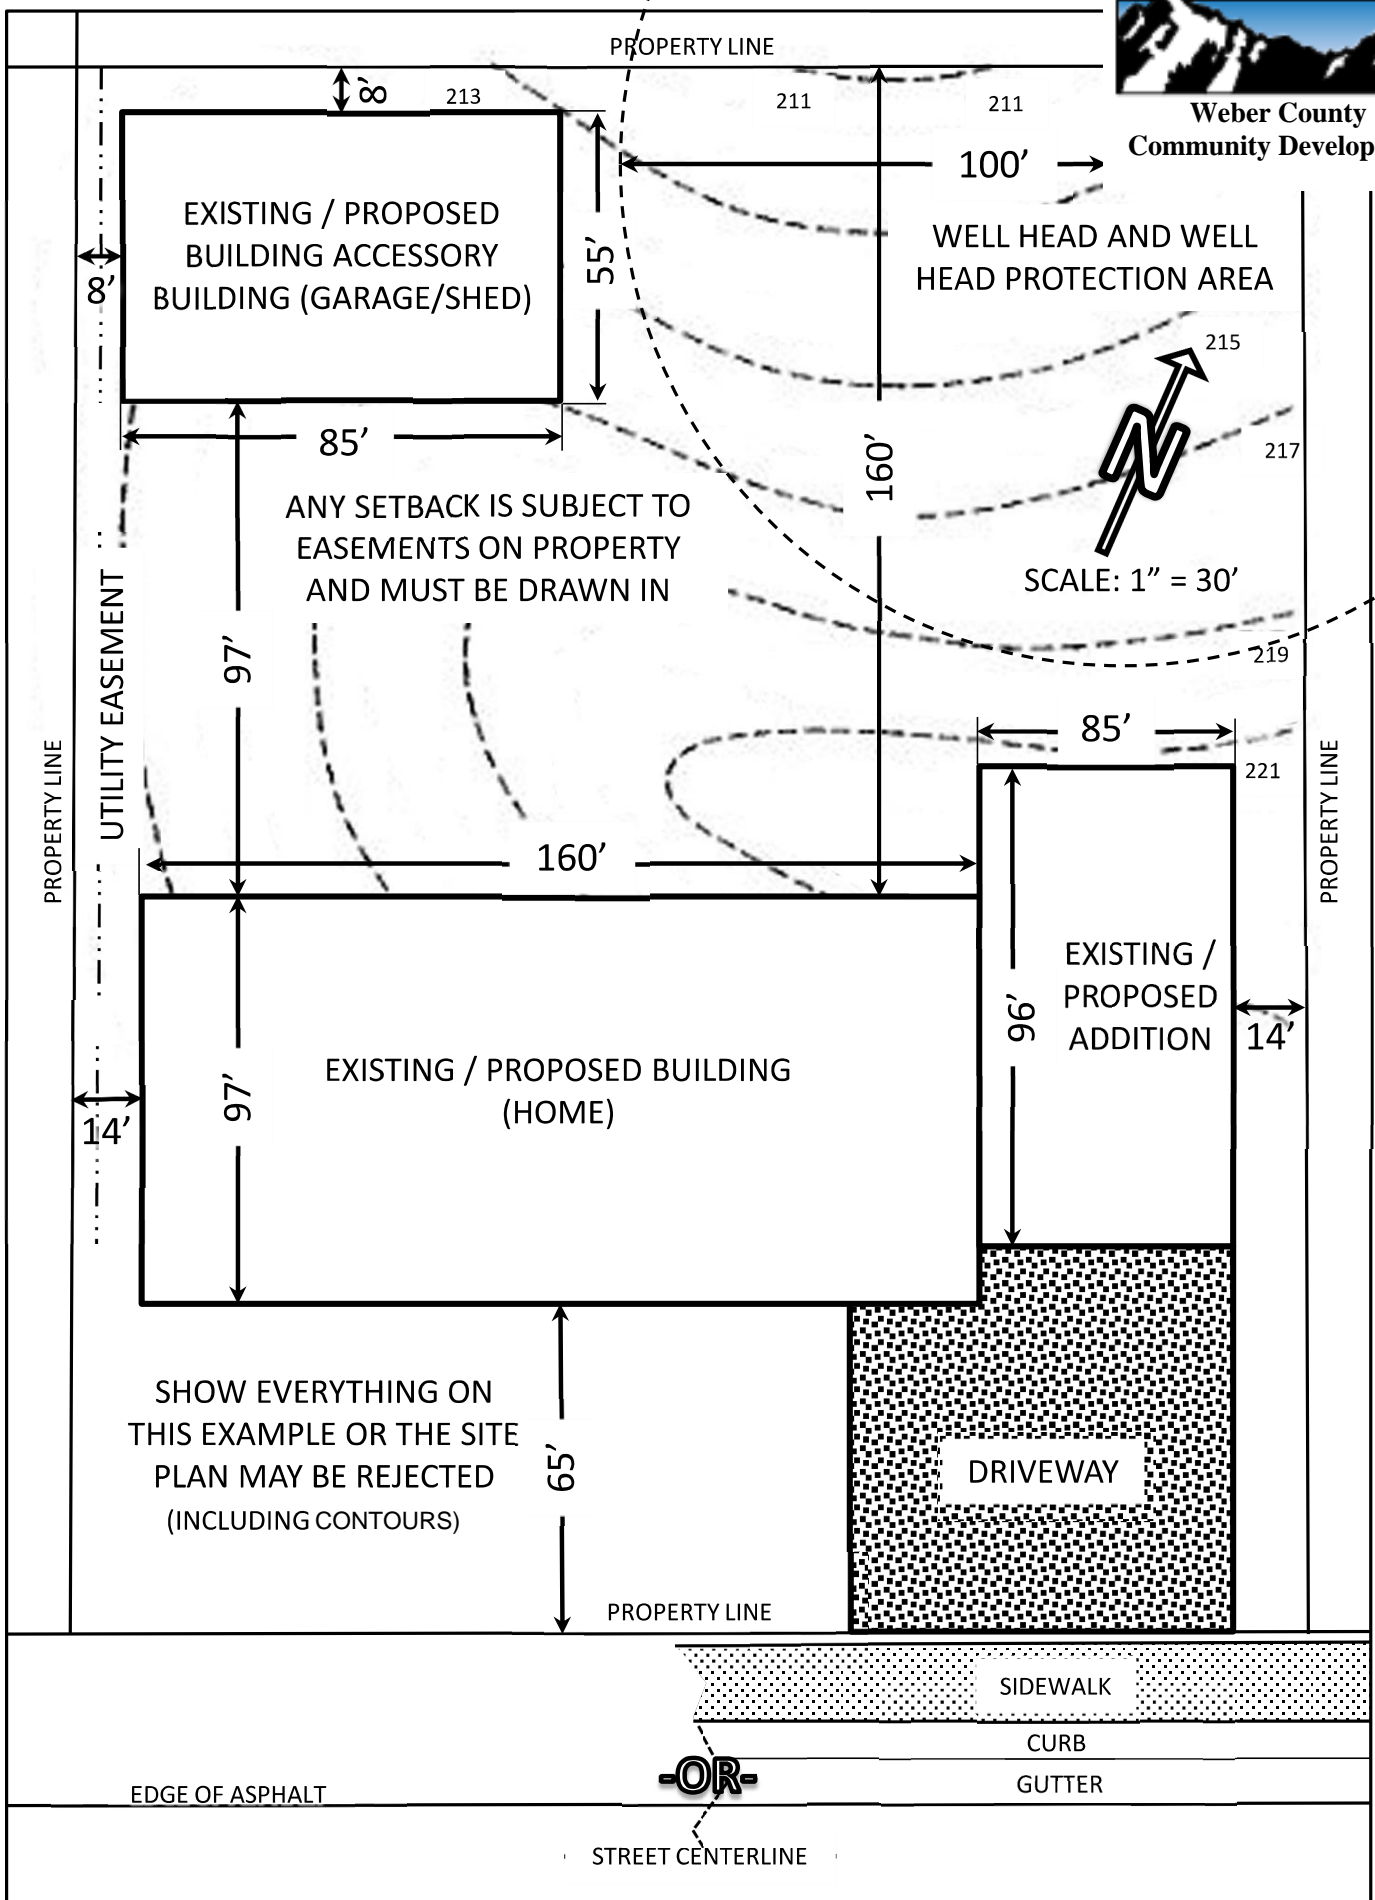 PROPERTY LINE
Weber County
Community Develop
8’
213
211
211
100’
EXISTING / PROPOSED
BUILDING ACCESSORY
BUILDING (GARAGE/SHED)
8’
55’
WELL HEAD AND WELL
HEAD PROTECTION AREA
215
N
217
85’
160’
ANY SETBACK IS SUBJECT TO
EASEMENTS ON PROPERTY
AND MUST BE DRAWN IN
SCALE: 1” = 30’
97’
UTILITY EASEMENT
219
85’
221
PROPERTY LINE
PROPERTY LINE
160’
EXISTING /
PROPOSED
ADDITION
96’
14’
EXISTING / PROPOSED BUILDING
(HOME)
97’
14’
SHOW EVERYTHING ON
THIS EXAMPLE OR THE SITE
PLAN MAY BE REJECTED
(INCLUDING CONTOURS)
65’
DRIVEWAY
PROPERTY LINE
SIDEWALK
CURB
-OR-
GUTTER
EDGE OF ASPHALT
STREET CENTERLINE